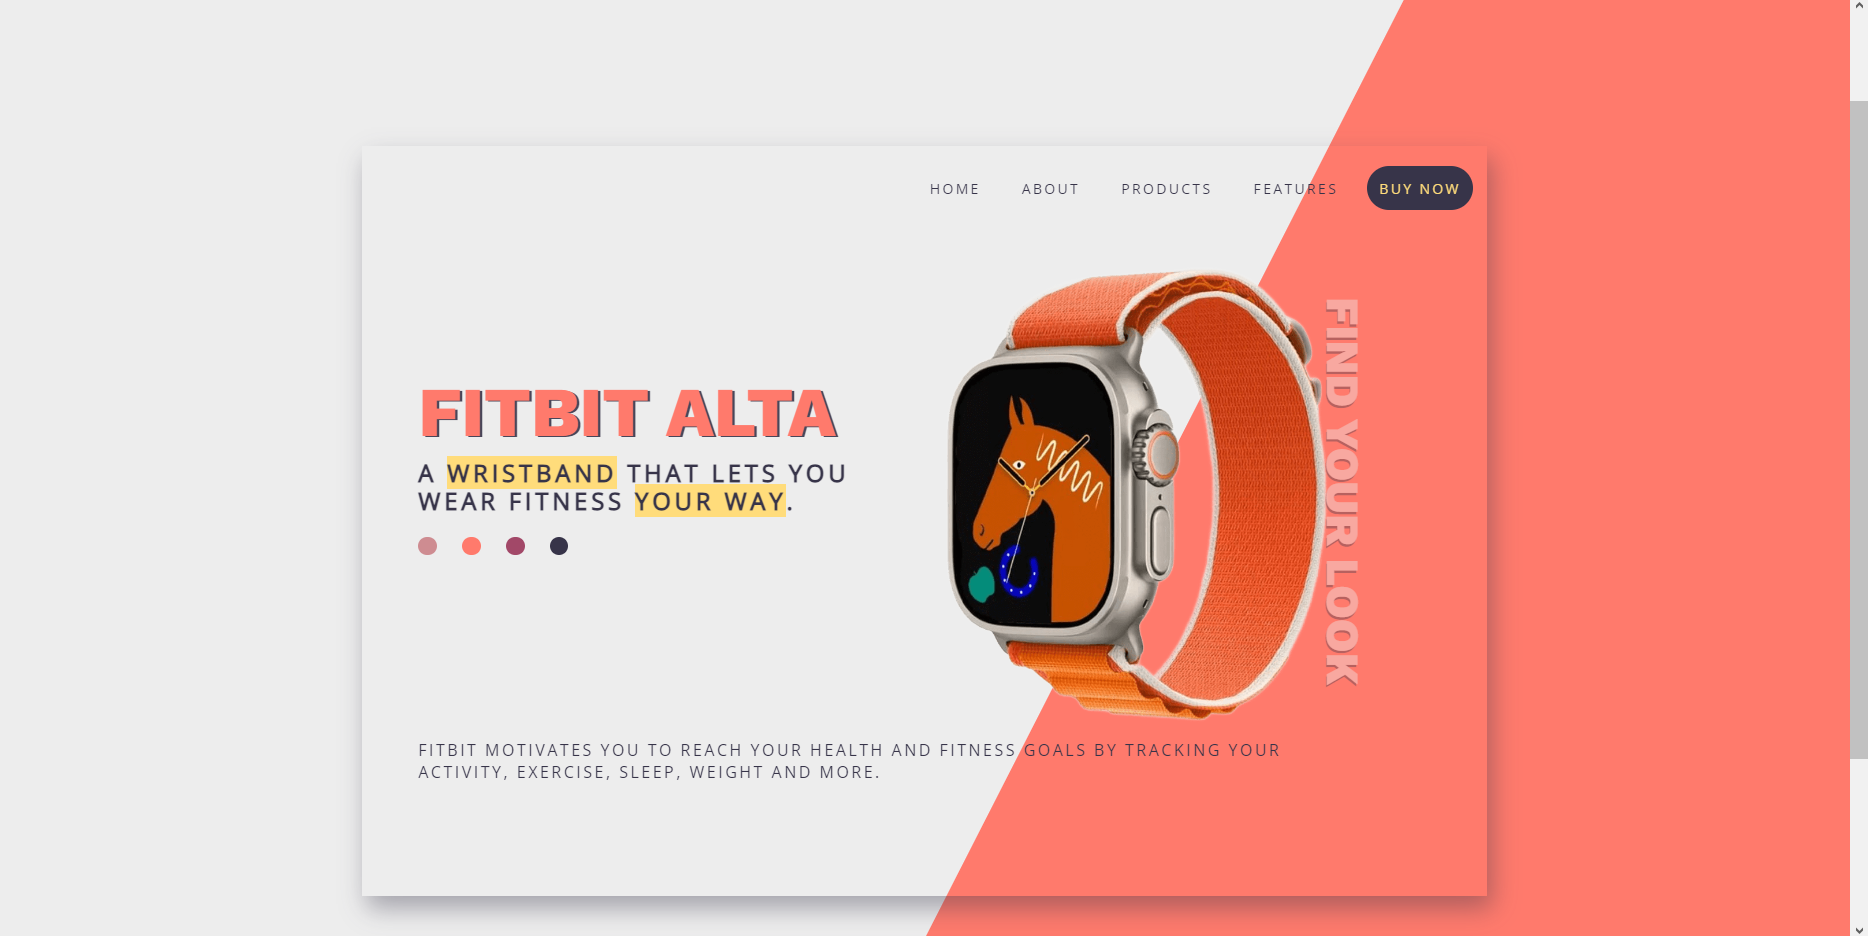 HOME ABOUT PRODUCTS FEATURES BUY NOW
FITBIT ALTA
A WRISTBAND THAT LETS YOU
WEAR FITNESS YOUR WAY.
FIND YOUR LOOK
FITBIT MOTIVATES YOU TO REACH YOUR HEALTH AND FITNESS GOALS BY TRACKING YOUR
ACTIVITY, EXERCISE, SLEEP, WEIGHT AND MORE.